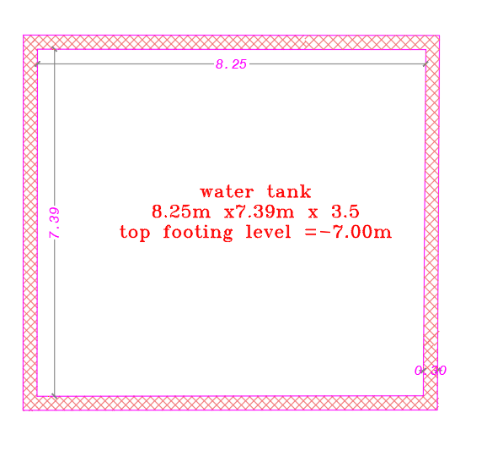 8.25
water tank
8.25m x7.39m x 3.5
top footing level =-7.00m
7.39
0.30